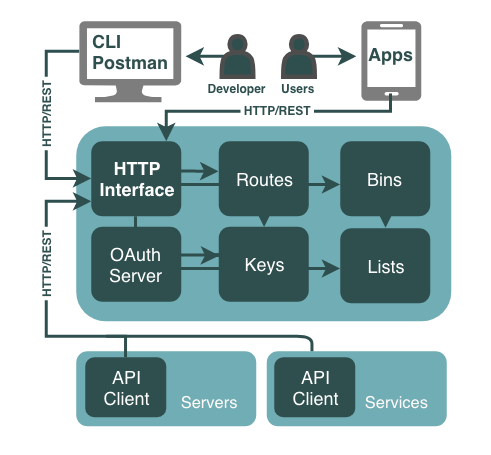 CLI
Postman
Apps
Developer
Users
HTTP/REST
HTTP/REST
HTTP
Interface
Routes
Bins
OAuth
Server
Keys
Lists
HTTP/REST
API
Client
Servers
API
Client
Services